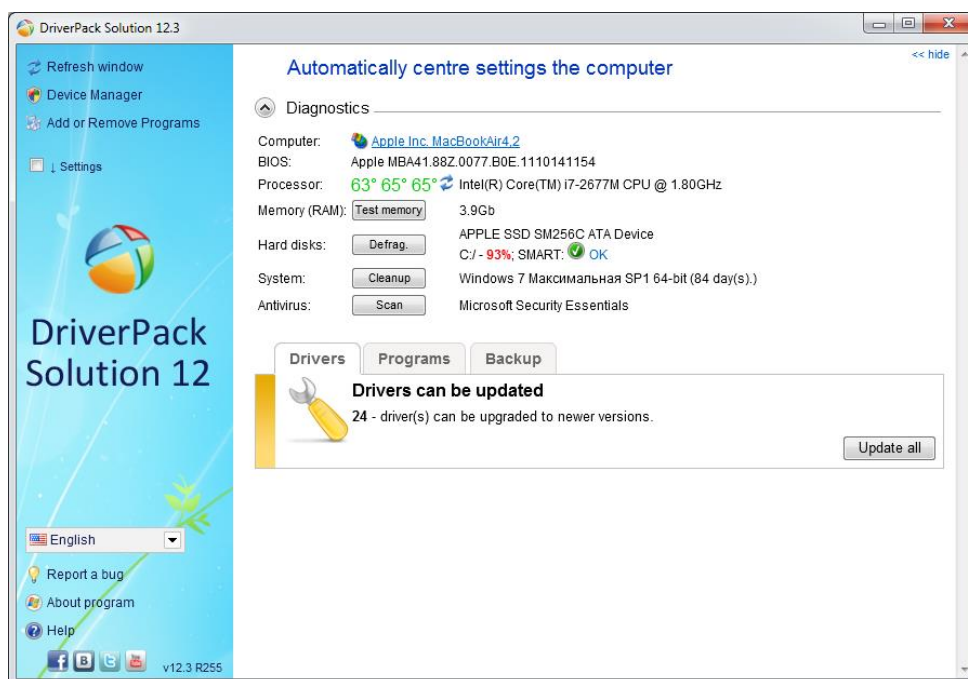 DriverPack Solution 12.3
Refresh window
Device Manager
Add or Remove Programs
↓ Settings
DriverPack
Solution 12
English
Report a bug
About program
Help
v12.3 R255
<< hide
Automatically centre settings the computer
Diagnostics
Computer: Apple Inc. MacBookAir4,2
BIOS: Apple MBA41.88Z.0077.B0E.1110141154
Processor: 63° 65° 65° Intel(R) Core(TM) i7-2677M CPU @ 1.80GHz
Memory (RAM): Test memory 3.9Gb
Hard disks: Defrag. APPLE SSD SM256C ATA Device
C:/ - 93%; SMART: OK
System: Cleanup Windows 7 Максимальная SP1 64-bit (84 day(s).)
Antivirus: Scan Microsoft Security Essentials
Drivers Programs Backup
Drivers can be updated
24 - driver(s) can be upgraded to newer versions.
Update all